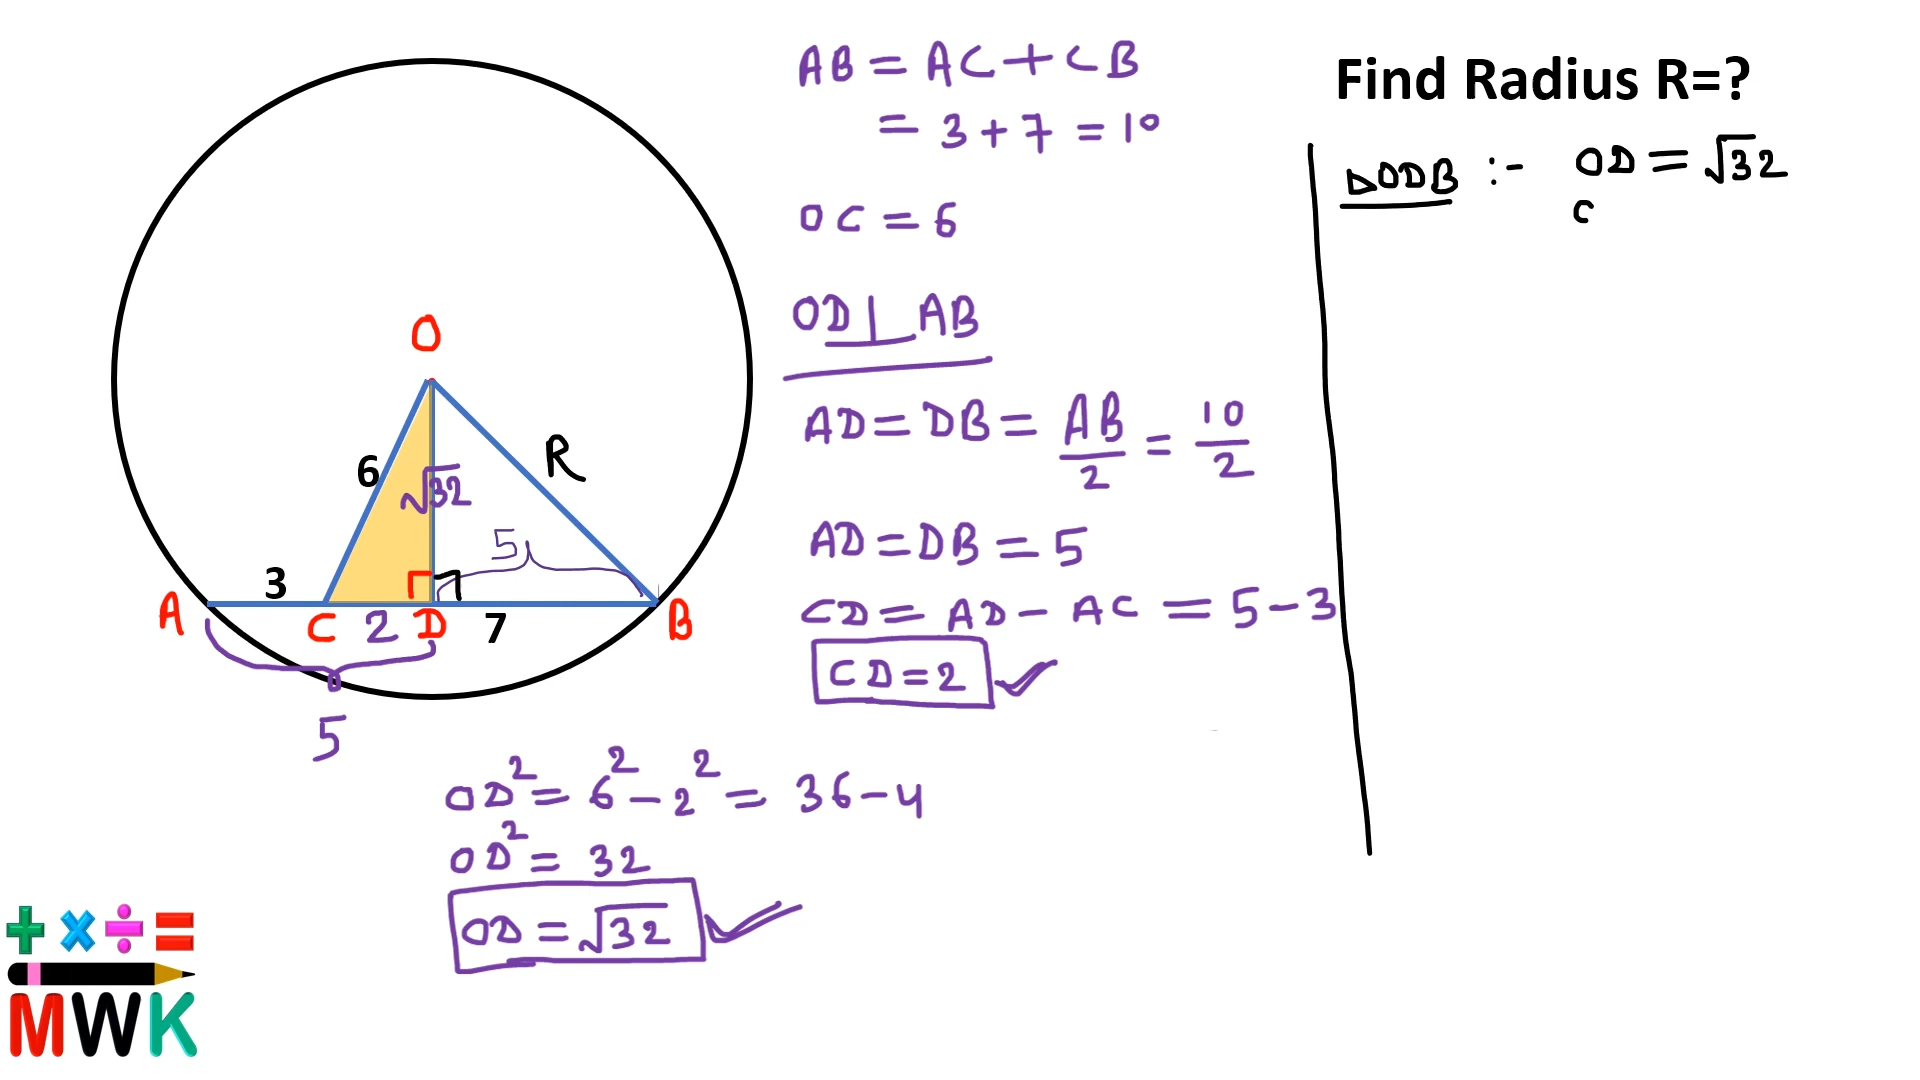 AB = AC + CB
= 3 + 7 = 10
OC = 6
OD ⊥ AB
AD = DB = AB/2 = 10/2
AD = DB = 5
CD = AD - AC = 5 - 3
CD = 2
Find Radius R=?
ΔODB :- OD = √32
C
O
6
√32
R
5
3
A
C
2
D
7
B
5
OD² = 6² - 2² = 36 - 4
OD² = 32
OD = √32
+ × ÷ =
MWK